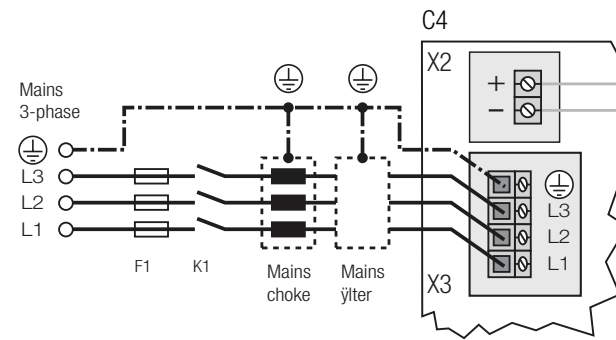 C4
X2
+
−
Mains
3-phase
L3
L2
L1
L3
L2
L1
F1
K1
Mains
choke
Mains
ÿlter
X3